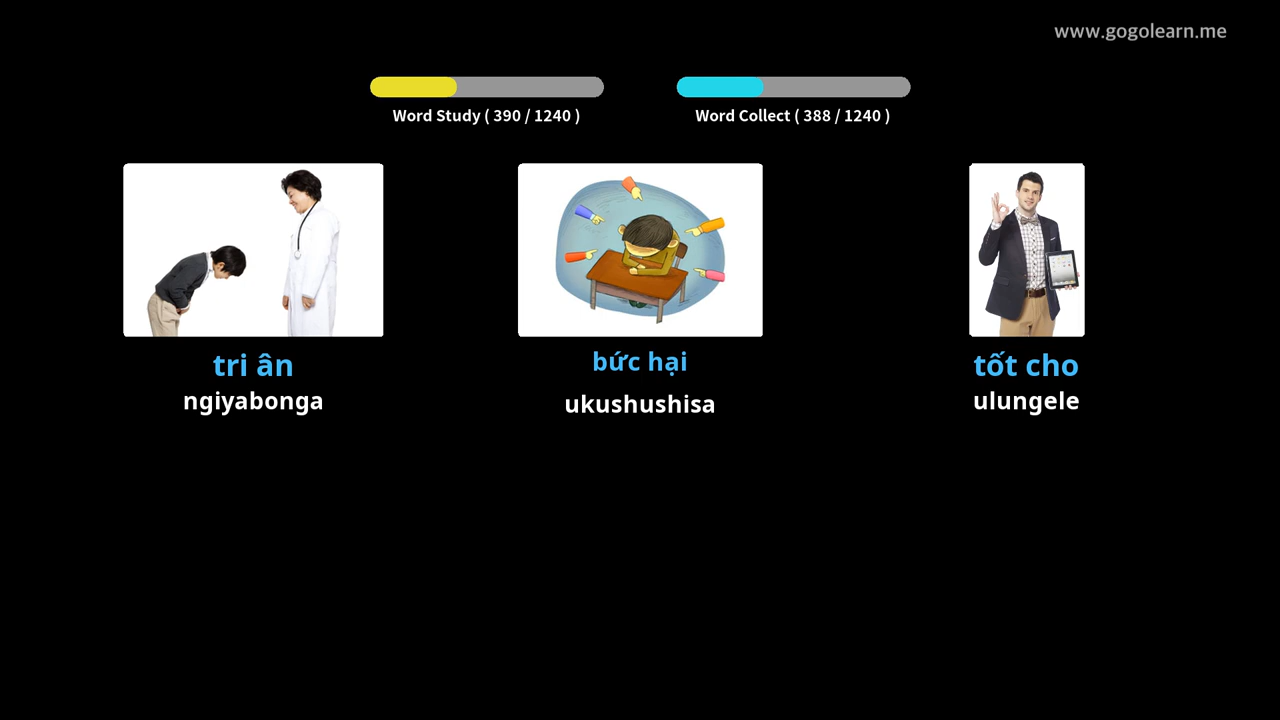 www.gogolearn.me
Word Study ( 390 / 1240 )
Word Collect ( 388 / 1240 )
tri ân
bức hại
tốt cho
ngiyabonga
ukushushisa
ulungele